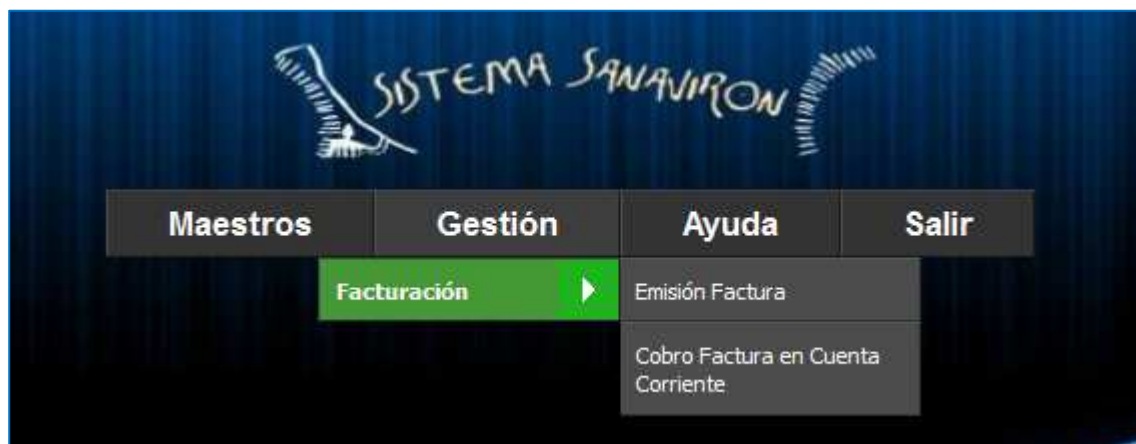 SISTEMA SANAVIRON
Maestros Gestión Ayuda Salir
Facturación Emisión Factura
Cobro Factura en Cuenta
Corriente